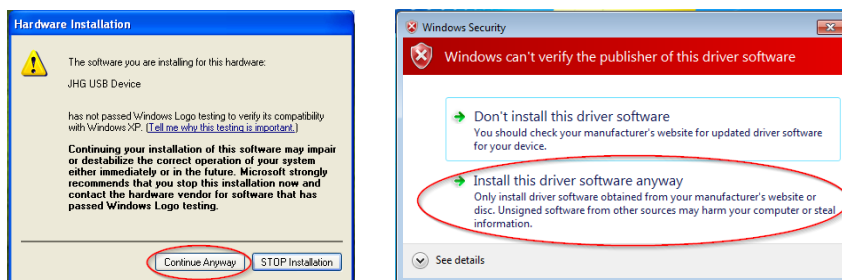 Hardware Installation
The software you are installing for this hardware:
JHG USB Device
has not passed Windows Logo testing to verify its compatibility
with Windows XP. (Tell me why this testing is important.)
Continuing your installation of this software may impair
or destabilize the correct operation of your system
either immediately or in the future. Microsoft strongly
recommends that you stop this installation now and
contact the hardware vendor for software that has
passed Windows Logo testing.
Continue Anyway
STOP Installation
Windows Security
Windows can't verify the publisher of this driver software
Don't install this driver software
You should check your manufacturer's website for updated driver software
for your device.
Install this driver software anyway
Only install driver software obtained from your manufacturer's website or
disc. Unsigned software from other sources may harm your computer or steal
information.
See details